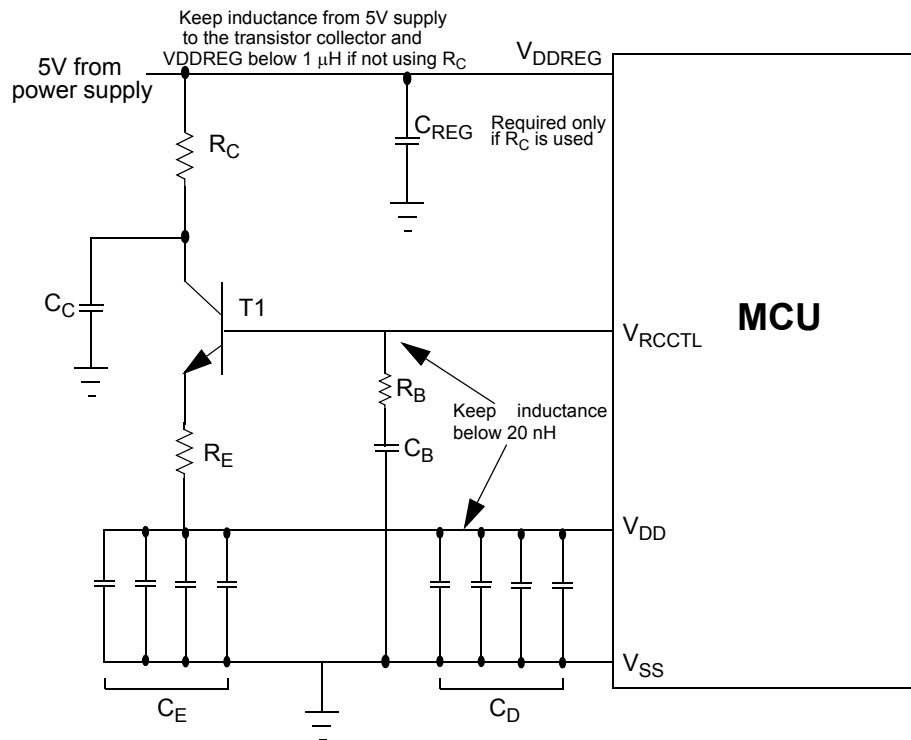 Keep inductance from 5V supply
to the transistor collector and
VDDREG below 1 μH if not using RC
VDDREG
5V from
power supply
CREG
Required only
if RC is used
RC
CC
T1
MCU
VRCCTL
RB
Keep inductance
below 20 nH
CB
RE
VDD
VSS
CE
CD